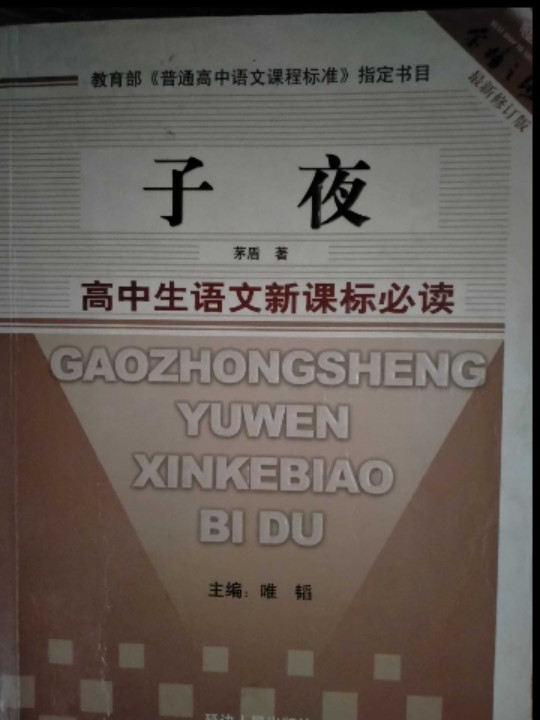 教育部《普通高中语文课程标准》指定书目
最新修订版
子 夜
茅盾 著
高中生语文新课标必读
GAOZHONGSHENG
YUWEN
XINKEBIAO
BI DU
主编：唯 韬